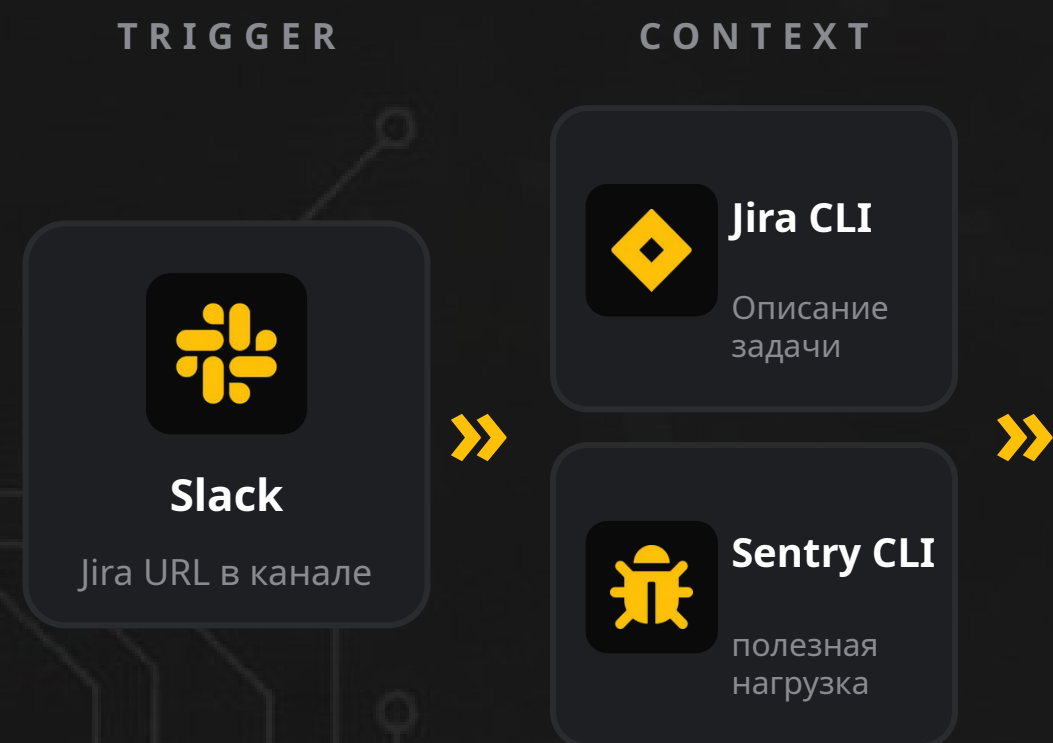 TRIGGER
CONTEXT
Slack
Jira URL в канале
Jira CLI
Описание
задачи
Sentry CLI
полезная
нагрузка